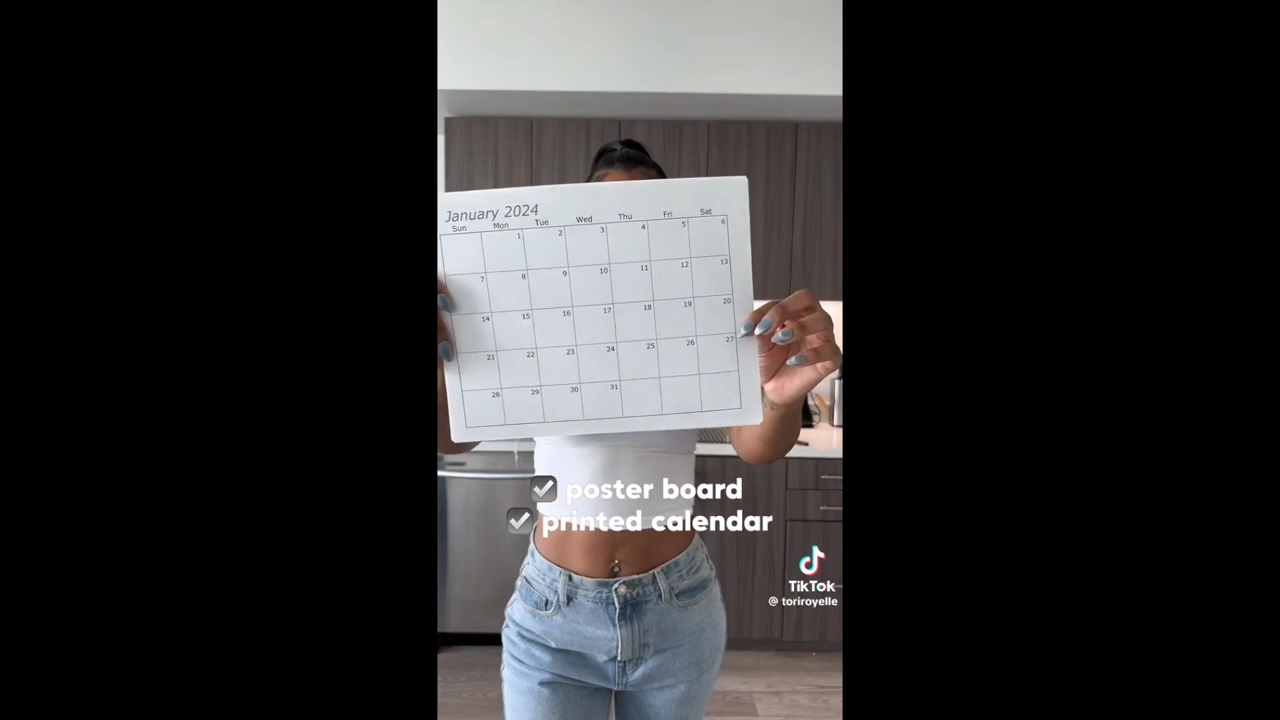 January 2024
Sun Mon Tue Wed Thu Fri Sat
1 2 3 4 5 6
7 8 9 10 11 12 13
14 15 16 17 18 19 20
21 22 23 24 25 26 27
28 29 30 31
☑ poster board
☑ printed calendar
TikTok
@ toriroyelle